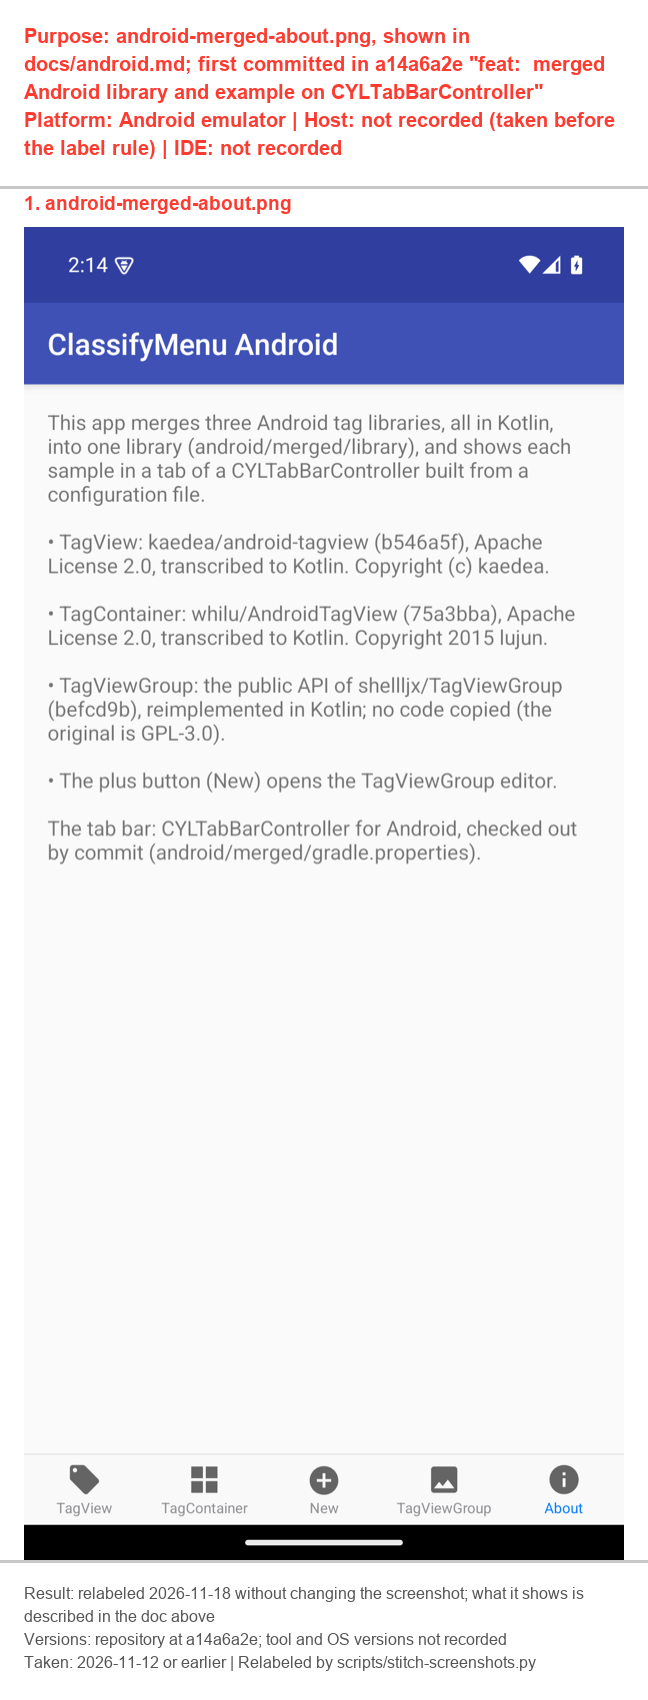 Purpose: android-merged-about.png, shown in
docs/android.md; first committed in a14a6a2e "feat:  merged
Android library and example on CYLTabBarController"
Platform: Android emulator | Host: not recorded (taken before
the label rule) | IDE: not recorded
1. android-merged-about.png
2:14
ClassifyMenu Android
This app merges three Android tag libraries, all in Kotlin,
into one library (android/merged/library), and shows each
sample in a tab of a CYLTabBarController built from a
configuration file.
• TagView: kaedea/android-tagview (b546a5f), Apache
License 2.0, transcribed to Kotlin. Copyright (c) kaedea.
• TagContainer: whilu/AndroidTagView (75a3bba), Apache
License 2.0, transcribed to Kotlin. Copyright 2015 lujun.
• TagViewGroup: the public API of shellljx/TagViewGroup
(befcd9b), reimplemented in Kotlin; no code copied (the
original is GPL-3.0).
• The plus button (New) opens the TagViewGroup editor.
The tab bar: CYLTabBarController for Android, checked out
by commit (android/merged/gradle.properties).
TagView TagContainer New TagViewGroup About
Result: relabeled 2026-11-18 without changing the screenshot; what it shows is
described in the doc above
Versions: repository at a14a6a2e; tool and OS versions not recorded
Taken: 2026-11-12 or earlier | Relabeled by scripts/stitch-screenshots.py